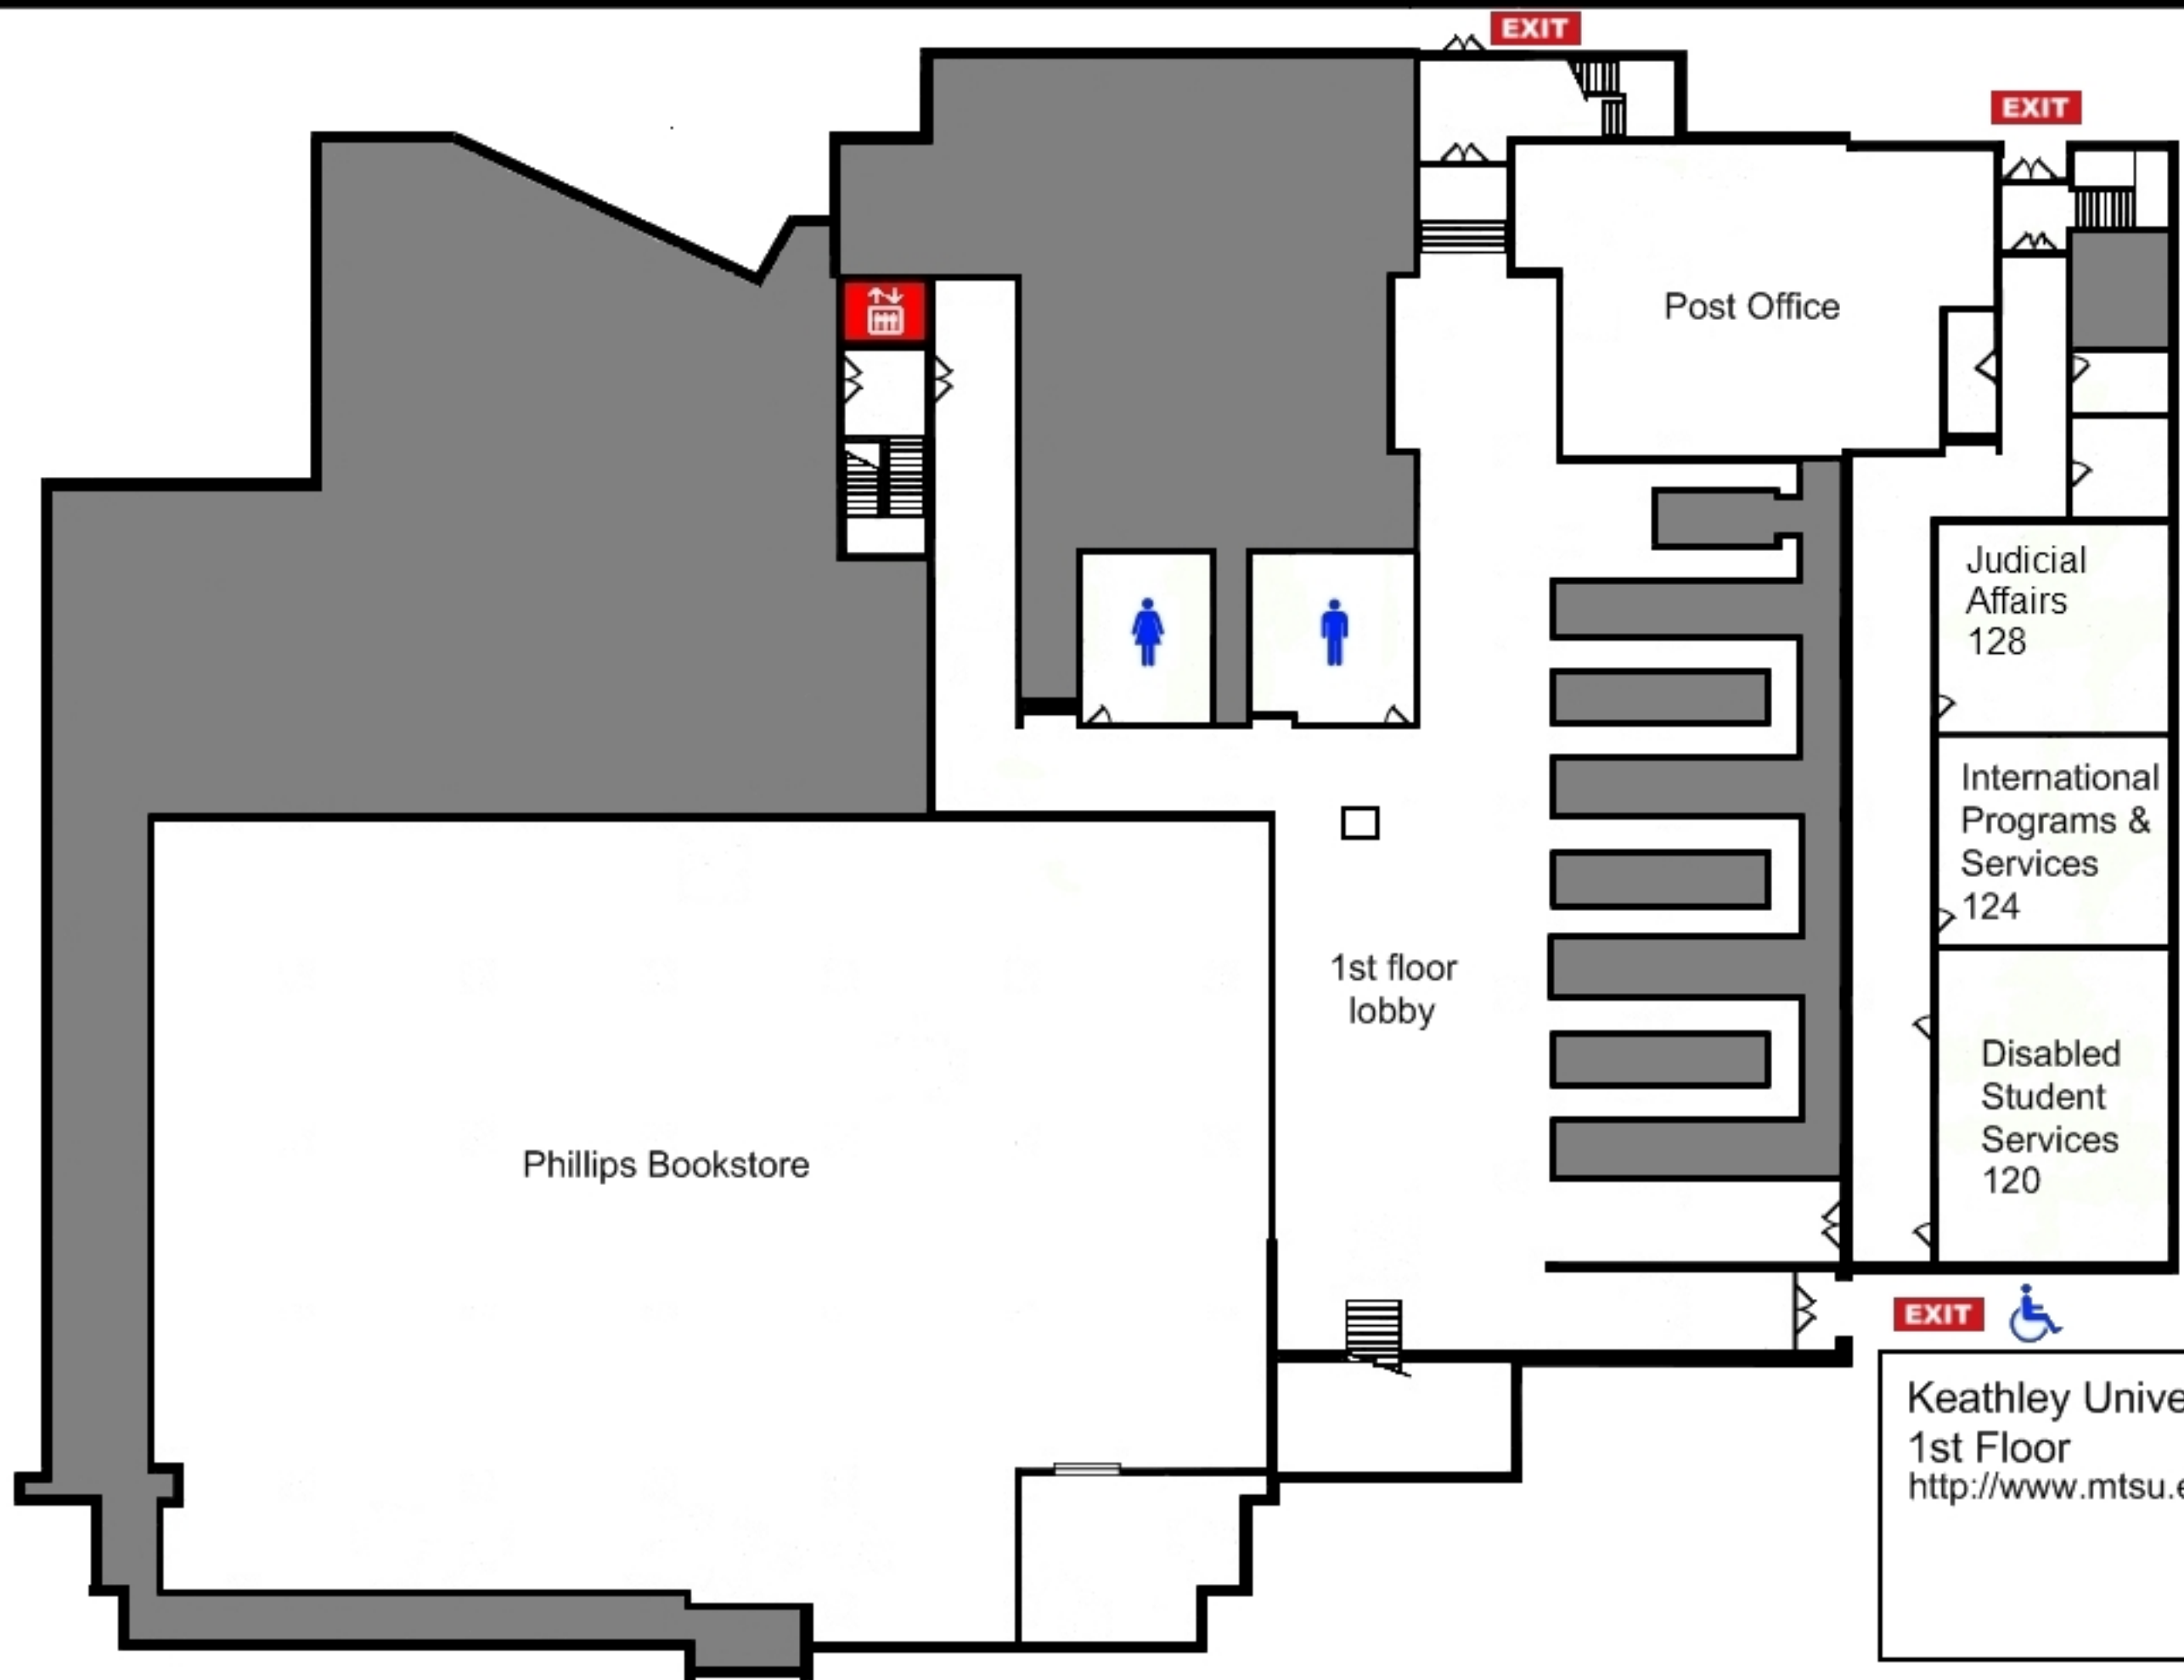 EXIT
EXIT
Post Office
Judicial
Affairs
128
International
Programs &
Services
124
1st floor
lobby
Disabled
Student
Services
120
Phillips Bookstore
EXIT
Keathley Unive
1st Floor
http://www.mtsu.e